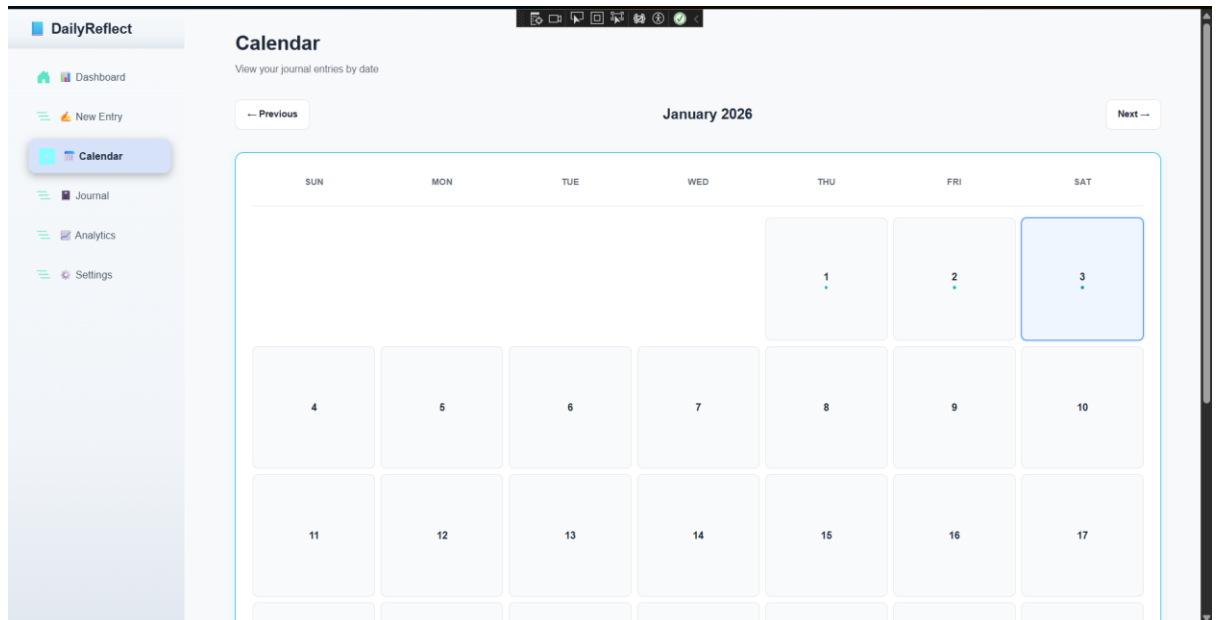 DailyReflect
Dashboard
New Entry
Calendar
Journal
Analytics
Settings
Calendar
View your journal entries by date
← Previous
January 2026
Next →
SUN MON TUE WED THU FRI SAT
1 2 3
4 5 6 7 8 9 10
11 12 13 14 15 16 17